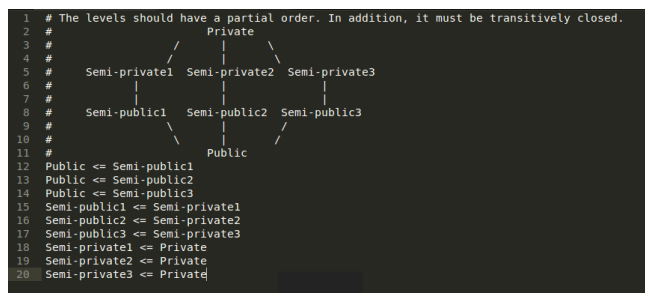 1 # The levels should have a partial order. In addition, it must be transitively closed.
2 # Private
3 # / | \
4 # / | \
5 # Semi-private1 Semi-private2 Semi-private3
6 # | | |
7 # | | |
8 # Semi-public1 Semi-public2 Semi-public3
9 # \ | /
10 # \ | /
11 # Public
12 Public <= Semi-public1
13 Public <= Semi-public2
14 Public <= Semi-public3
15 Semi-public1 <= Semi-private1
16 Semi-public2 <= Semi-private2
17 Semi-public3 <= Semi-private3
18 Semi-private1 <= Private
19 Semi-private2 <= Private
20 Semi-private3 <= Private